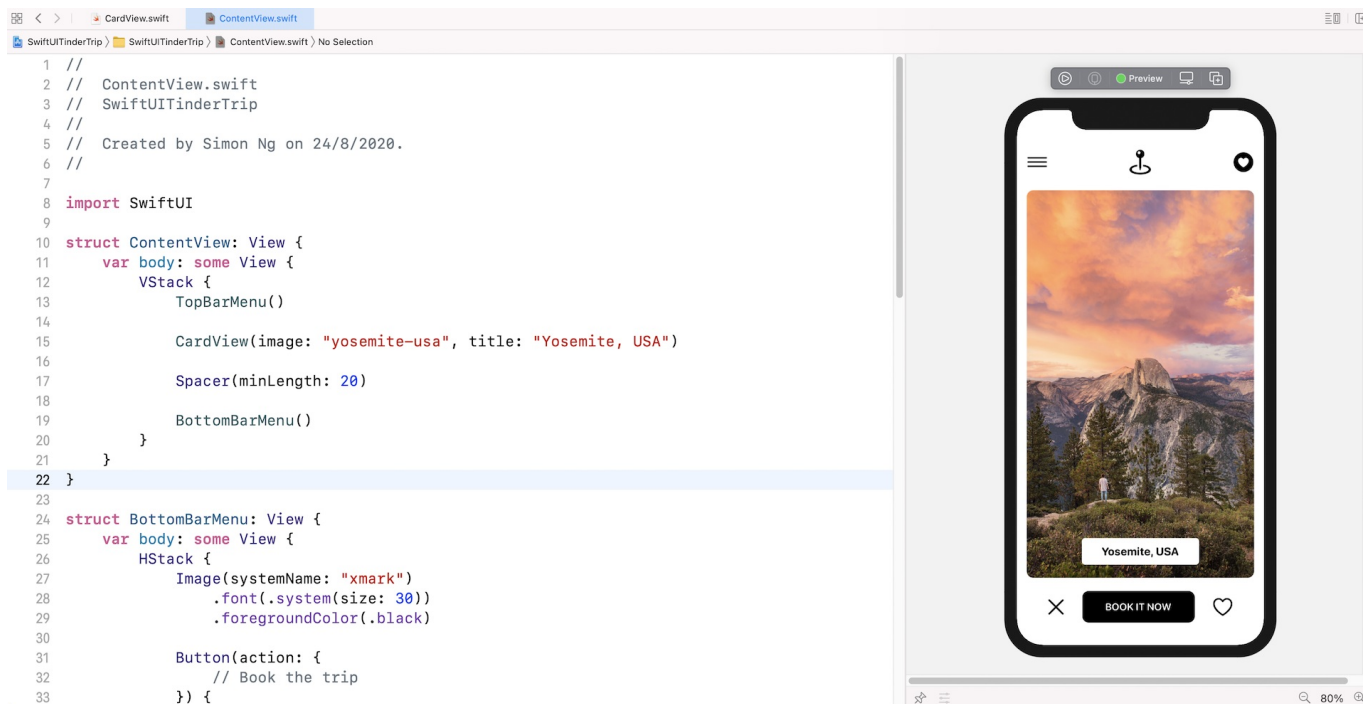 CardView.swift
ContentView.swift
SwiftUITinderTrip
SwiftUITinderTrip
ContentView.swift
No Selection
1 //
2 //  ContentView.swift
3 //  SwiftUITinderTrip
4 //
5 //  Created by Simon Ng on 24/8/2020.
6 //
7
8 import SwiftUI
9
10 struct ContentView: View {
11     var body: some View {
12         VStack {
13             TopBarMenu()
14
15             CardView(image: "yosemite-usa", title: "Yosemite, USA")
16
17             Spacer(minLength: 20)
18
19             BottomBarMenu()
20         }
21     }
22 }
23
24 struct BottomBarMenu: View {
25     var body: some View {
26         HStack {
27             Image(systemName: "xmark")
28                 .font(.system(size: 30))
29                 .foregroundColor(.black)
30
31             Button(action: {
32                 // Book the trip
33             }) {
Preview
Yosemite, USA
BOOK IT NOW
80%